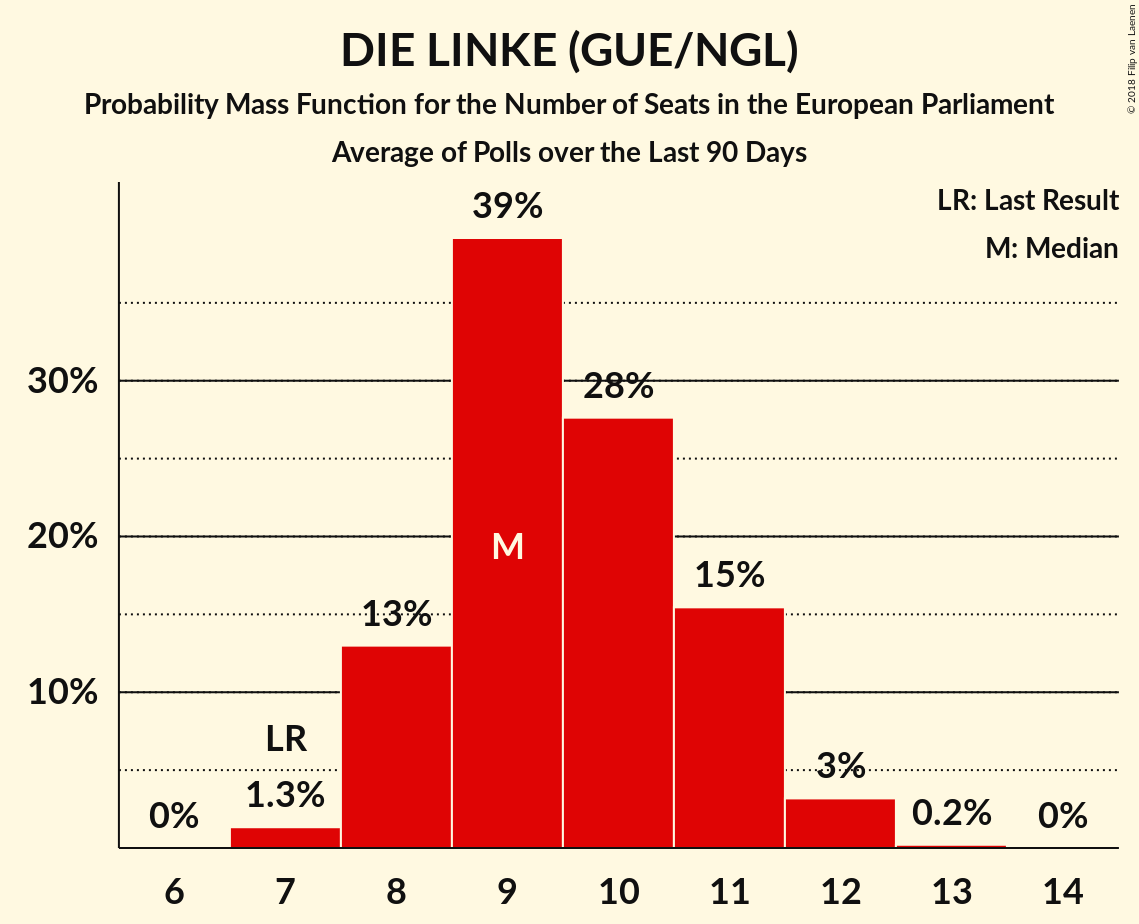 DIE LINKE (GUE/NGL)
Probability Mass Function for the Number of Seats in the European Parliament
Average of Polls over the Last 90 Days
© 2018 Filip van Laenen
LR: Last Result
M: Median
39%
30%
28%
20%
M
15%
13%
10%
LR
3%
1.3%
0%
0.2%
0%
6 7 8 9 10 11 12 13 14